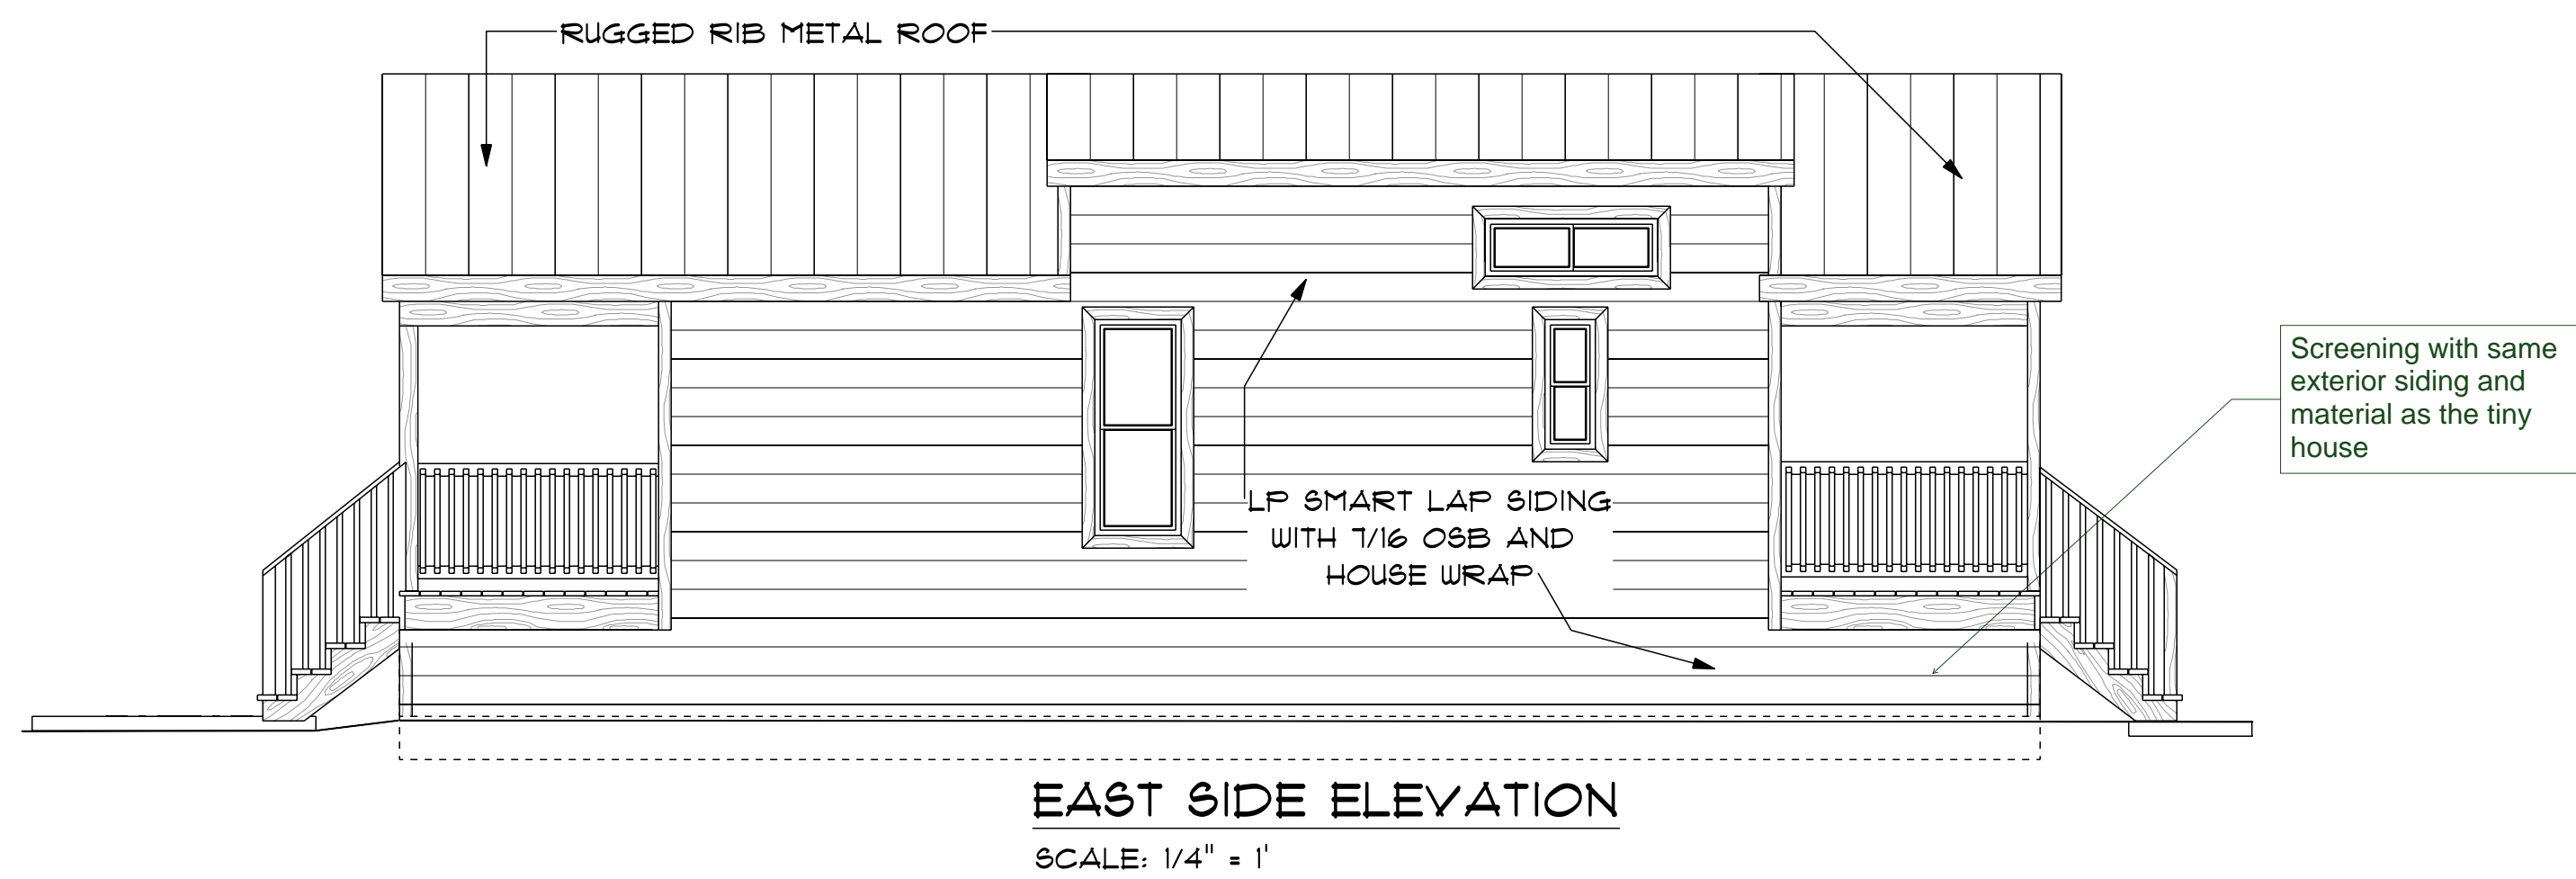 RUGGED RIB METAL ROOF
Screening with same
exterior siding and
material as the tiny
house
LP SMART LAP SIDING
WITH 7/16 OSB AND
HOUSE WRAP
EAST SIDE ELEVATION
SCALE: 1/4" = 1'